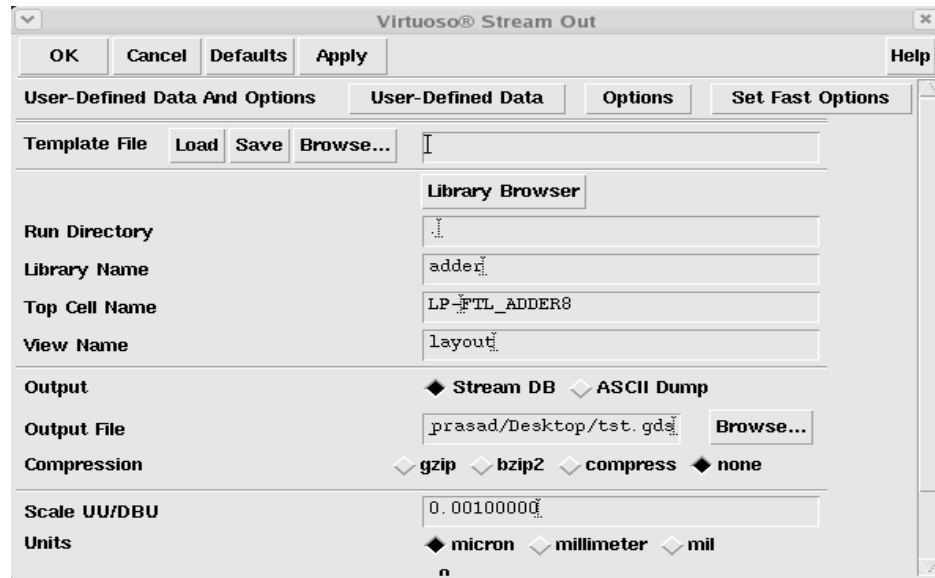 Virtuoso® Stream Out
OK Cancel Defaults Apply Help
User-Defined Data And Options User-Defined Data Options Set Fast Options
Template File Load Save Browse...
Library Browser
Run Directory .
Library Name adder
Top Cell Name LP-FTL_ADDER8
View Name layout
Output Stream DB ASCII Dump
Output File prasad/Desktop/tst.gds Browse...
Compression gzip bzip2 compress none
Scale UU/DBU 0.00100000
Units micron millimeter mil